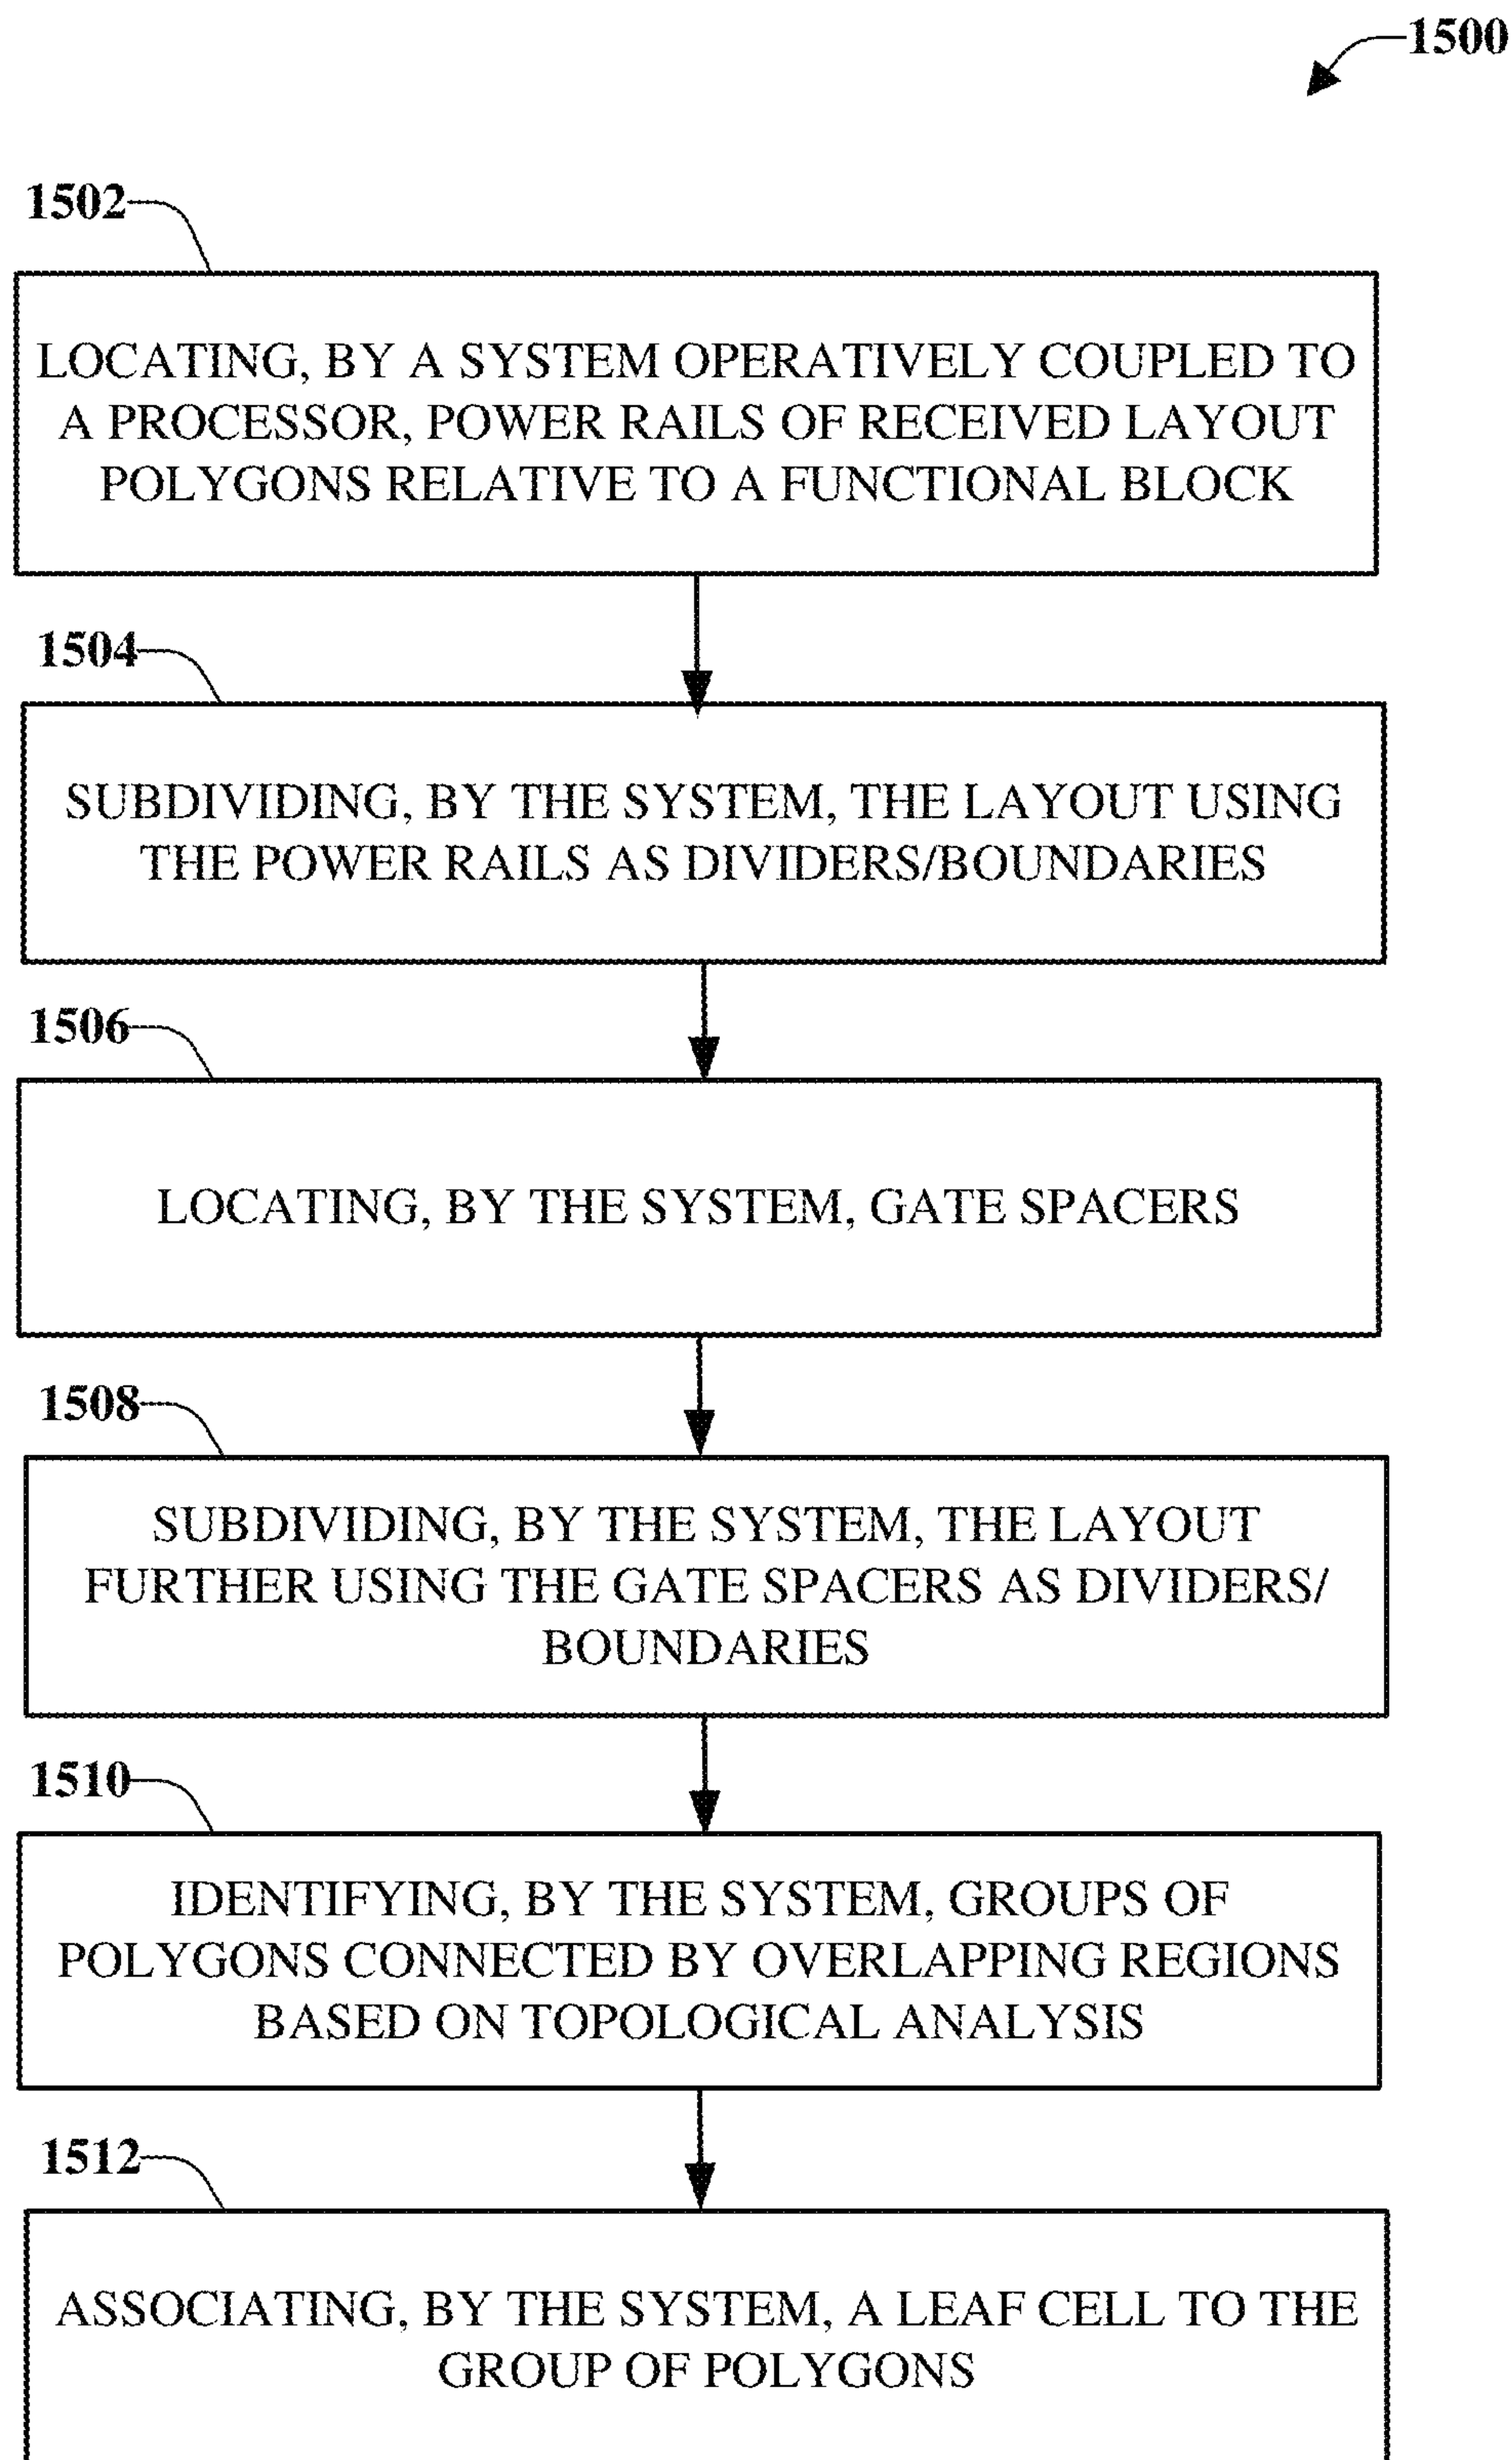 1500
1502
LOCATING, BY A SYSTEM OPERATIVELY COUPLED TO
A PROCESSOR, POWER RAILS OF RECEIVED LAYOUT
POLYGONS RELATIVE TO A FUNCTIONAL BLOCK
1504
SUBDIVIDING, BY THE SYSTEM, THE LAYOUT USING
THE POWER RAILS AS DIVIDERS/BOUNDARIES
1506
LOCATING, BY THE SYSTEM, GATE SPACERS
1508
SUBDIVIDING, BY THE SYSTEM, THE LAYOUT
FURTHER USING THE GATE SPACERS AS DIVIDERS/
BOUNDARIES
1510
IDENTIFYING, BY THE SYSTEM, GROUPS OF
POLYGONS CONNECTED BY OVERLAPPING REGIONS
BASED ON TOPOLOGICAL ANALYSIS
1512
ASSOCIATING, BY THE SYSTEM, A LEAF CELL TO THE
GROUP OF POLYGONS